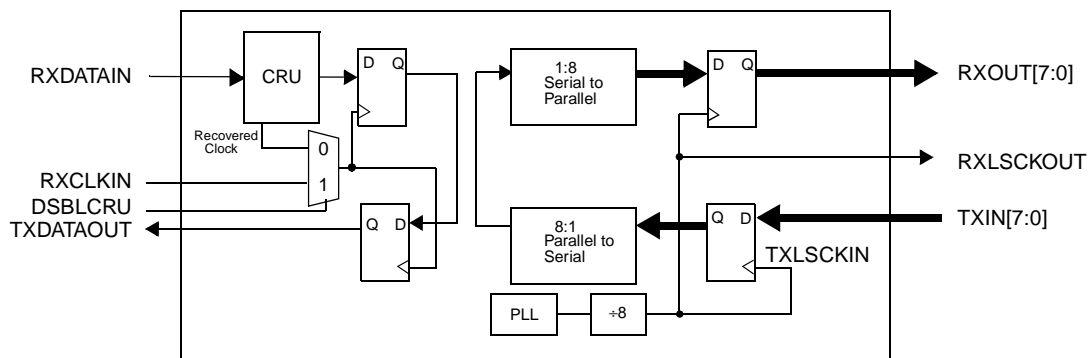 RXDATAIN
CRU
D Q
1:8
Serial to
Parallel
D Q
RXOUT[7:0]
Recovered
Clock
0
1
RXCLKIN
DSBLCRU
TXDATAOUT
Q D
8:1
Parallel to
Serial
Q D
RXLSCKOUT
TXIN[7:0]
TXLSCKIN
PLL
÷8